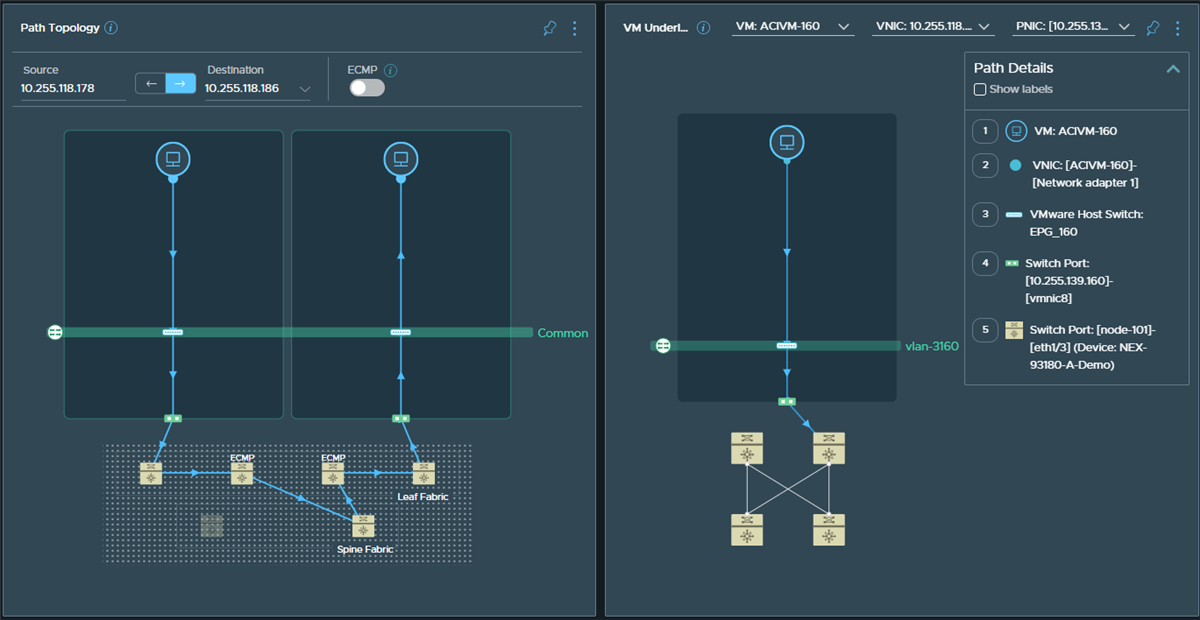 Path Topology
Source
10.255.118.178
Destination
10.255.118.186
ECMP
Common
ECMP
ECMP
Leaf Fabric
Spine Fabric
VM Underl...
VM: ACIVM-160
VNIC: 10.255.118....
PNIC: [10.255.13...
vlan-3160
Path Details
Show labels
1 VM: ACIVM-160
2 VNIC: [ACIVM-160]-
[Network adapter 1]
3 VMware Host Switch:
EPG_160
4 Switch Port:
[10.255.139.160]-
[vmnic8]
5 Switch Port: [node-101]-
[eth1/3] (Device: NEX-
93180-A-Demo)